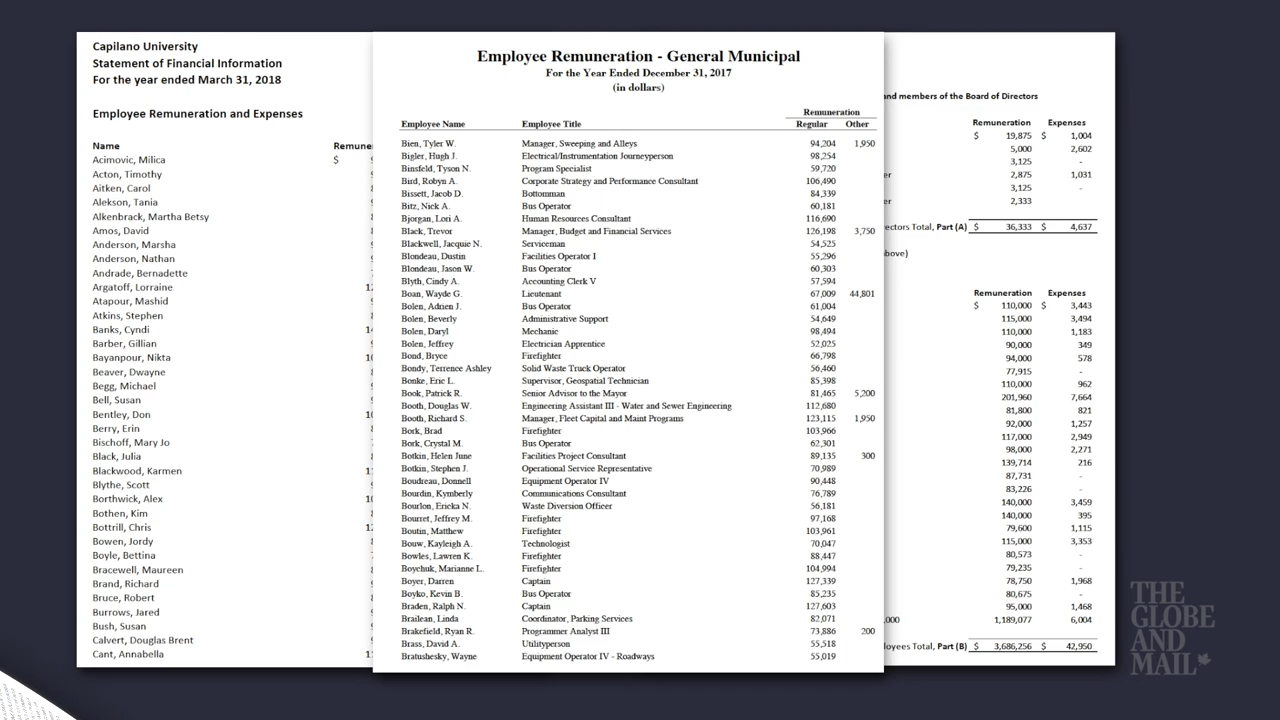 Capilano University
Statement of Financial Information
For the year ended March 31, 2018
Employee Remuneration and Expenses
Name Remune
Acimovic, Milica $
Acton, Timothy
Aitken, Carol
Alekson, Tania
Alkenbrack, Martha Betsy
Amos, David
Anderson, Marsha
Anderson, Nathan
Andrade, Bernadette
Argatoff, Lorraine
Atapour, Mashid
Atkins, Stephen
Banks, Cyndi
Barber, Gillian
Bayanpour, Nikta
Beaver, Dwayne
Begg, Michael
Bell, Susan
Bentley, Don
Berry, Erin
Bischoff, Mary Jo
Black, Julia
Blackwood, Karmen
Blythe, Scott
Borthwick, Alex
Bothen, Kim
Bottrill, Chris
Bowen, Jordy
Boyle, Bettina
Bracewell, Maureen
Brand, Richard
Bruce, Robert
Burrows, Jared
Bush, Susan
Calvert, Douglas Brent
Cant, Annabella
Employee Remuneration - General Municipal
For the Year Ended December 31, 2017
(in dollars)
Remuneration
Employee Name Employee Title Regular Other
Bien, Tyler W. Manager, Sweeping and Alleys 94,204 1,950
Bigler, Hugh J. Electrical/Instrumentation Journeyperson 98,254
Binsfeld, Tyson N. Program Specialist 59,720
Bird, Robyn A. Corporate Strategy and Performance Consultant 106,490
Bissett, Jacob D. Bottomman 84,339
Bitz, Nick A. Bus Operator 60,181
Bjorgan, Lori A. Human Resources Consultant 116,690
Black, Trevor Manager, Budget and Financial Services 126,198 3,750
Blackwell, Jacquie N. Serviceman 54,525
Blondeau, Dustin Facilities Operator I 55,296
Blondeau, Jason W. Bus Operator 60,303
Blyth, Cindy A. Accounting Clerk V 57,594
Boan, Wayde G. Lieutenant 67,009 44,801
Bolen, Adrien J. Bus Operator 61,004
Bolen, Beverly Administrative Support 54,649
Bolen, Daryl Mechanic 98,494
Bolen, Jeffrey Electrician Apprentice 52,025
Bond, Bryce Firefighter 66,798
Bondy, Terrence Ashley Solid Waste Truck Operator 56,460
Bonke, Eric L. Supervisor, Geospatial Technician 85,398
Book, Patrick R. Senior Advisor to the Mayor 81,465 5,200
Booth, Douglas W. Engineering Assistant III - Water and Sewer Engineering 112,680
Booth, Richard S. Manager, Fleet Capital and Maint Programs 123,115 1,950
Bork, Brad Firefighter 103,966
Bork, Crystal M. Bus Operator 62,301
Botkin, Helen June Facilities Project Consultant 89,135 300
Botkin, Stephen J. Operational Service Representative 70,989
Boudreau, Donnell Equipment Operator IV 90,448
Bourdin, Kymberly Communications Consultant 76,789
Bourlon, Ericka N. Waste Diversion Officer 56,181
Bourret, Jeffrey M. Firefighter 97,168
Boutin, Matthew Firefighter 103,961
Bouw, Kayleigh A. Technologist 70,047
Bowles, Lawren K. Firefighter 88,447
Boychuk, Marianne L. Firefighter 104,994
Boyer, Darren Captain 127,339
Boyko, Kevin B. Bus Operator 85,235
Braden, Ralph N. Captain 127,603
Brailean, Linda Coordinator, Parking Services 82,071
Brakefield, Ryan R. Programmer Analyst III 73,886 200
Brass, David A. Utilityperson 55,518
Bratushesky, Wayne Equipment Operator IV - Roadways 55,019
and members of the Board of Directors
Remuneration Expenses
$ 19,875 $ 1,004
5,000 2,602
3,125 -
er 2,875 1,031
3,125 -
er 2,333
rectors Total, Part (A) $ 36,333 $ 4,637
bove)
Remuneration Expenses
$ 110,000 $ 3,443
115,000 3,494
110,000 1,183
90,000 349
94,000 578
77,915 -
110,000 962
201,960 7,664
81,800 821
92,000 1,257
117,000 2,949
98,000 2,271
139,714 216
87,731 -
83,226 -
140,000 3,459
140,000 395
79,600 1,115
115,000 3,353
80,573 -
79,235 -
78,750 1,968
80,675 -
95,000 1,468
,000 1,189,077 6,004
loyees Total, Part (B) $ 3,686,256 $ 42,950
THE
GLOBE
AND
MAIL